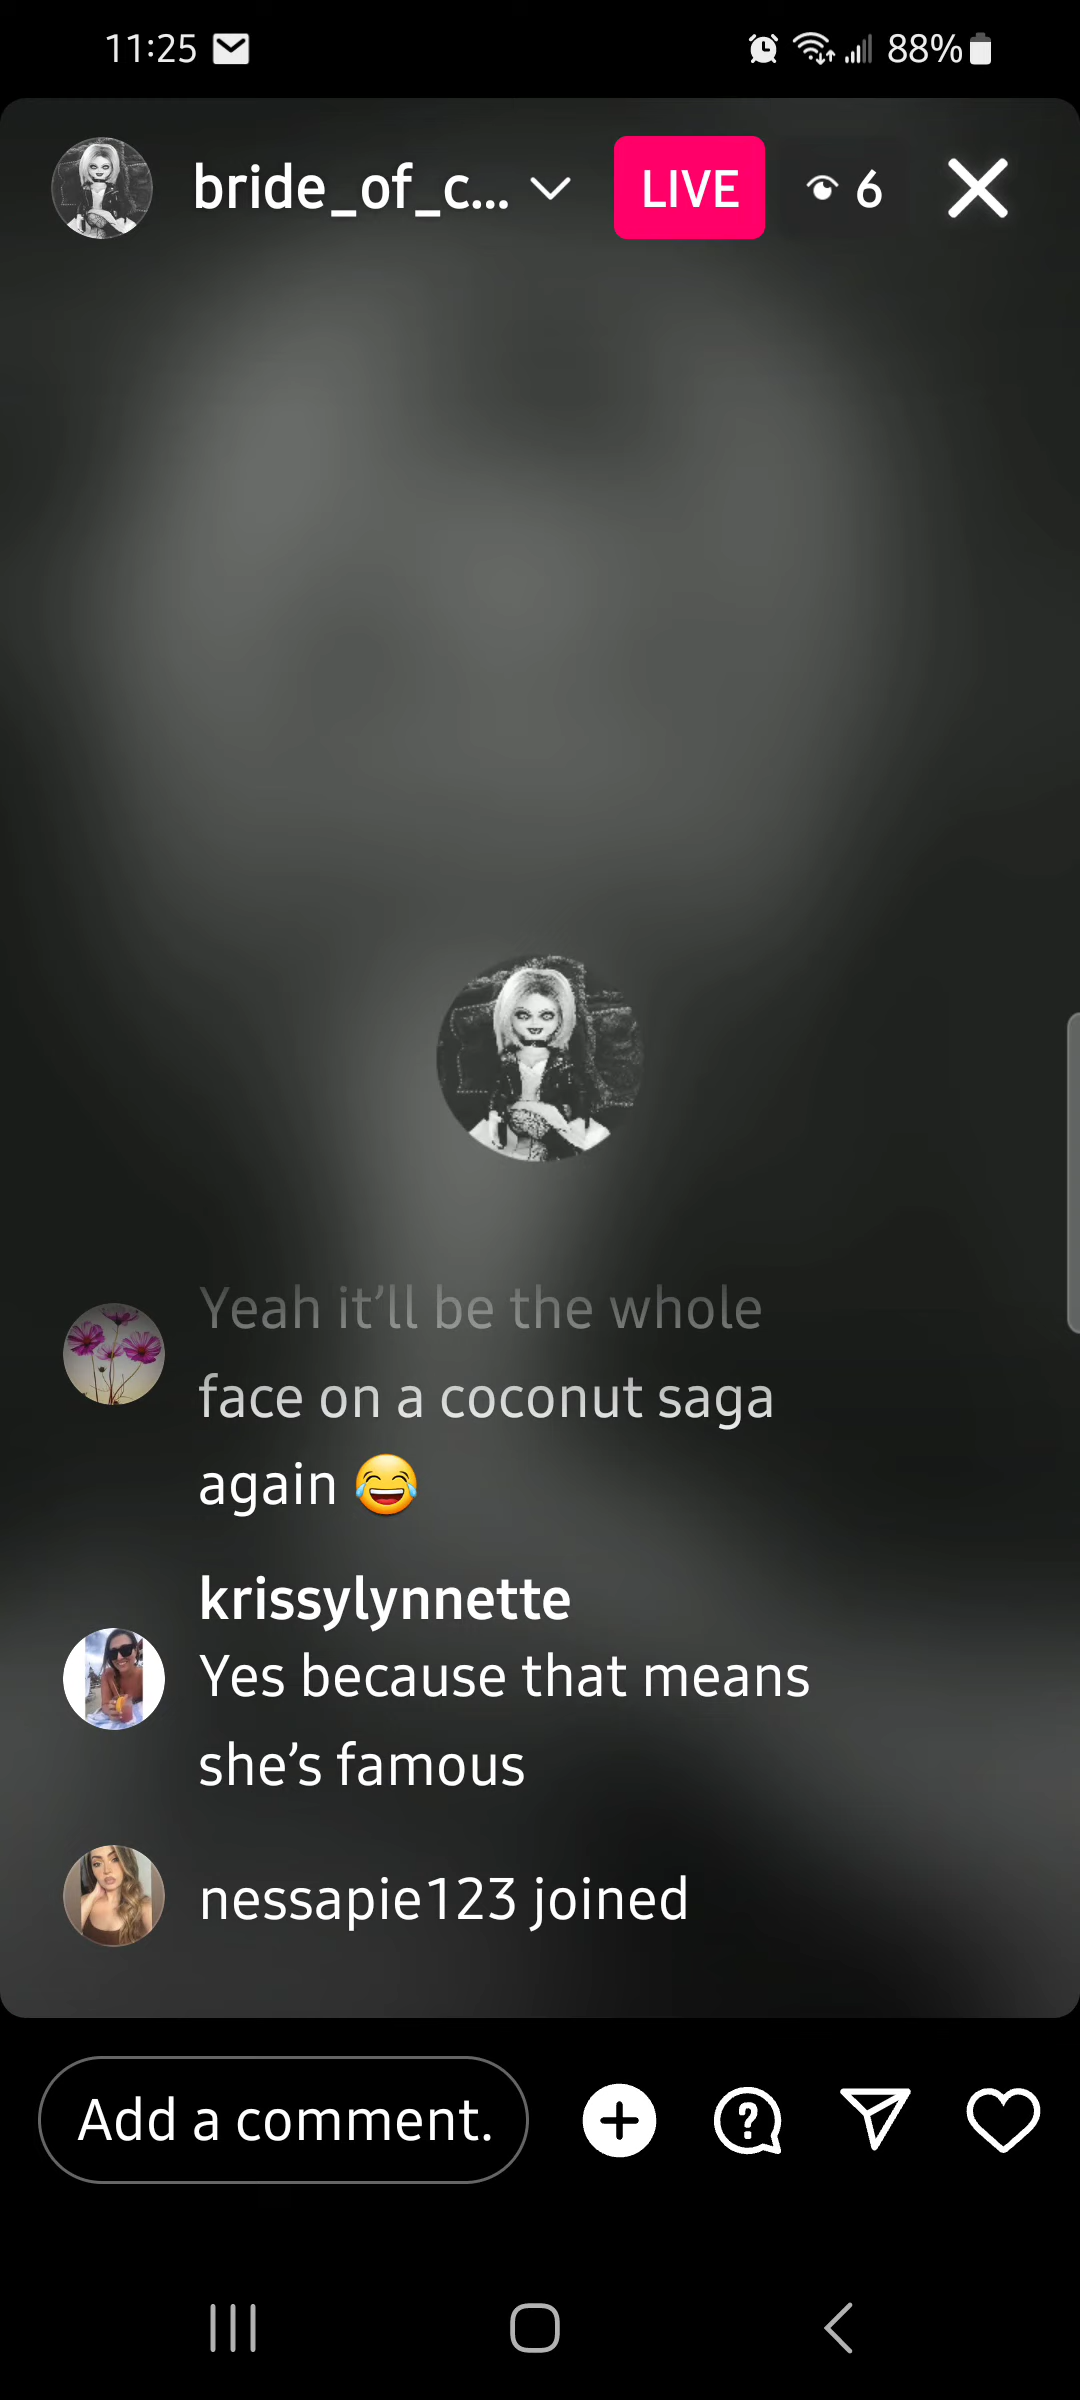 11:25
88%
bride_of_c...
LIVE
6
Yeah it’ll be the whole
face on a coconut saga
again 😂
krissylynnette
Yes because that means
she’s famous
nessapie123 joined
Add a comment.